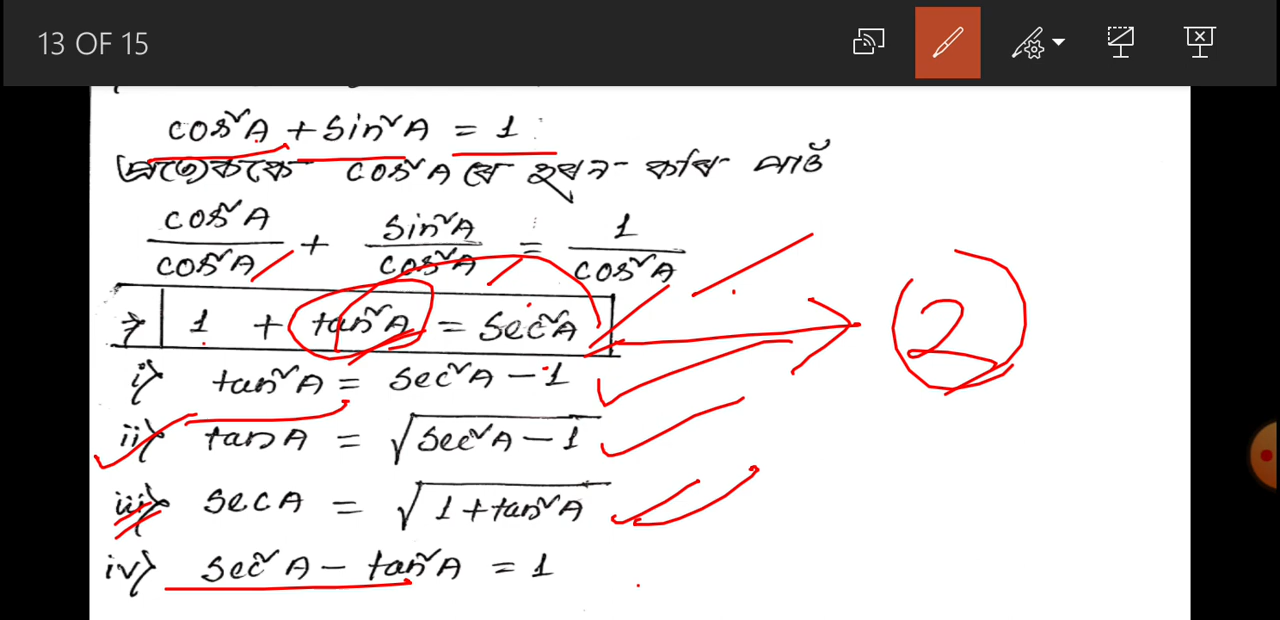 13 OF 15
cos²A + sin²A = 1
প্ৰত্যেককে cos²A ৰে হৰণ কৰি পাওঁ
cos²A/cos²A + sin²A/cos²A = 1/cos²A
⇒ 1 + tan²A = sec²A
2
i) tan²A = sec²A − 1
ii) tanA = √(sec²A − 1)
iii) secA = √(1 + tan²A)
iv) sec²A − tan²A = 1